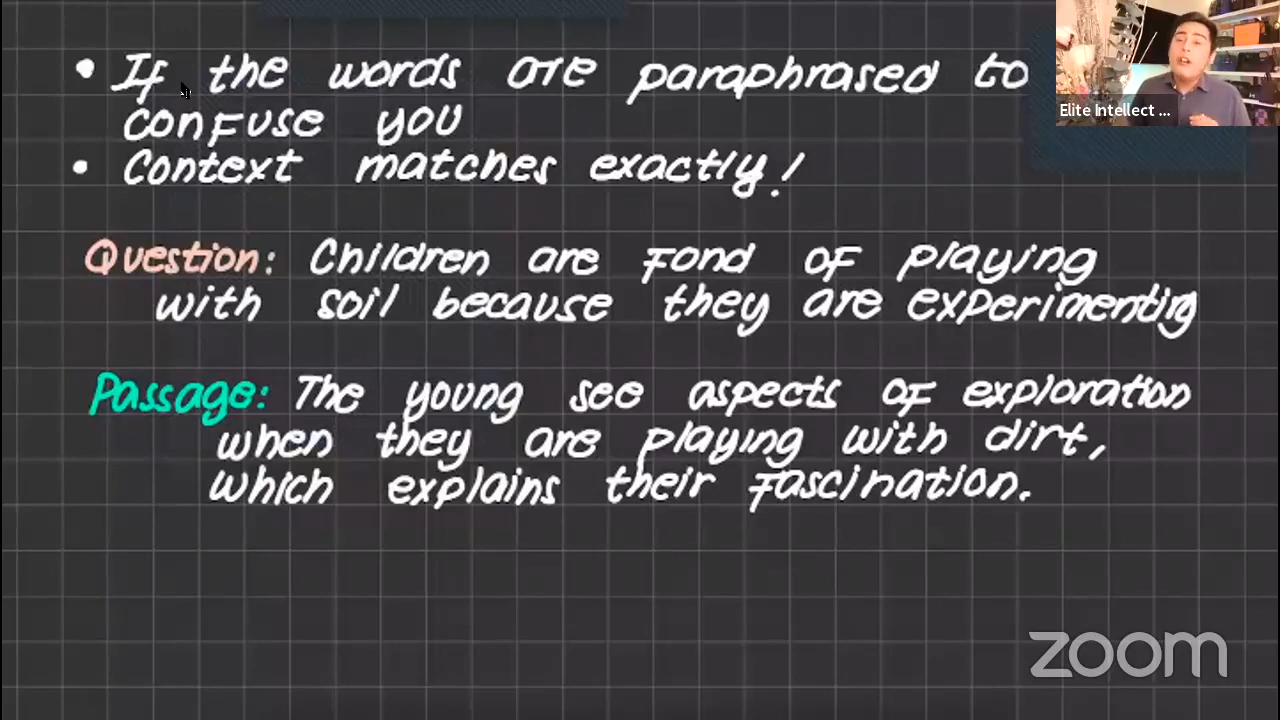 • If the words are paraphrased to
confuse you
• Context matches exactly!
Question: Children are fond of playing
with soil because they are experimenting
Passage: The young see aspects of exploration
when they are playing with dirt,
which explains their fascination.
Elite Intellect ...
zoom